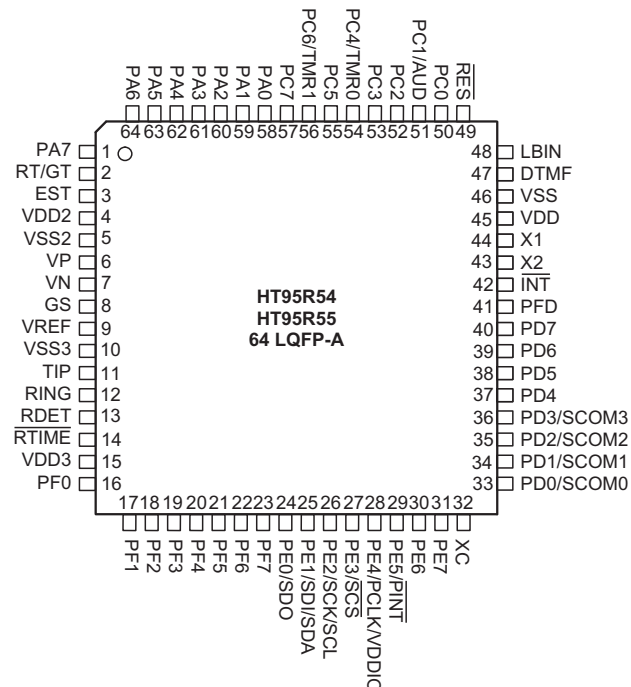 PA6
PA5
PA4
PA3
PA2
PA1
PA0
PC7
PC6/TMR1
PC5
PC4/TMR0
PC3
PC2
PC1/AUD
PC0
RES
64 63 62 61 60 59 58 57 56 55 54 53 52 51 50 49
PA7 1
RT/GT 2
EST 3
VDD2 4
VSS2 5
VP 6
VN 7
GS 8
VREF 9
VSS3 10
TIP 11
RING 12
RDET 13
RTIME 14
VDD3 15
PF0 16
HT95R54
HT95R55
64 LQFP-A
48 LBIN
47 DTMF
46 VSS
45 VDD
44 X1
43 X2
42 INT
41 PFD
40 PD7
39 PD6
38 PD5
37 PD4
36 PD3/SCOM3
35 PD2/SCOM2
34 PD1/SCOM1
33 PD0/SCOM0
17 18 19 20 21 22 23 24 25 26 27 28 29 30 31 32
PF1
PF2
PF3
PF4
PF5
PF6
PF7
PE0/SDO
PE1/SDI/SDA
PE2/SCK/SCL
PE3/SCS
PE4/PCLK/VDDIO
PE5/PINT
PE6
PE7
XC